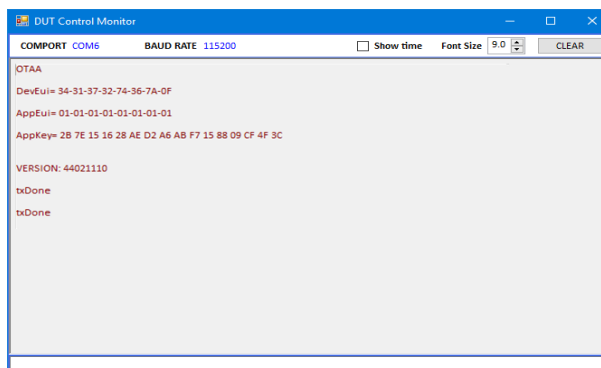 DUT Control Monitor
COMPORT COM6 BAUD RATE 115200 Show time Font Size 9.0 CLEAR
OTAA
DevEui= 34-31-37-32-74-36-7A-0F
AppEui= 01-01-01-01-01-01-01-01
AppKey= 2B 7E 15 16 28 AE D2 A6 AB F7 15 88 09 CF 4F 3C
VERSION: 44021110
txDone
txDone